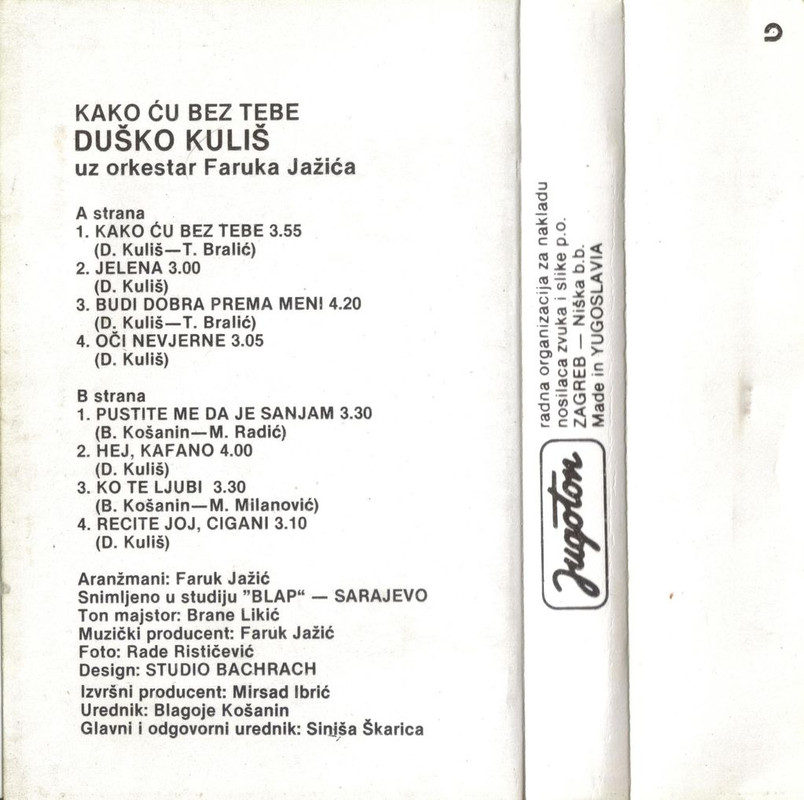 KAKO ĆU BEZ TEBE
DUŠKO KULIŠ
uz orkestar Faruka Jažića
A strana
1. KAKO ĆU BEZ TEBE 3.55
(D. Kuliš—T. Bralić)
2. JELENA 3.00
(D. Kuliš)
3. BUDI DOBRA PREMA MENI 4.20
(D. Kuliš—T. Bralić)
4. OČI NEVJERNE 3.05
(D. Kuliš)
B strana
1. PUSTITE ME DA JE SANJAM 3.30
(B. Košanin—M. Radić)
2. HEJ, KAFANO 4.00
(D. Kuliš)
3. KO TE LJUBI 3.30
(B. Košanin—M. Milanović)
4. RECITE JOJ, CIGANI 3.10
(D. Kuliš)
Aranžmani: Faruk Jažić
Snimljeno u studiju ”BLAP“ — SARAJEVO
Ton majstor: Brane Likić
Muzički producent: Faruk Jažić
Foto: Rade Rističević
Design: STUDIO BACHRACH
Izvršni producent: Mirsad Ibrić
Urednik: Blagoje Košanin
Glavni i odgovorni urednik: Siniša Škarica
radna organizacija za nakladu
nosilaca zvuka i slike p.o.
ZAGREB — Niška b.b.
Made in YUGOSLAVIA
Jugoton